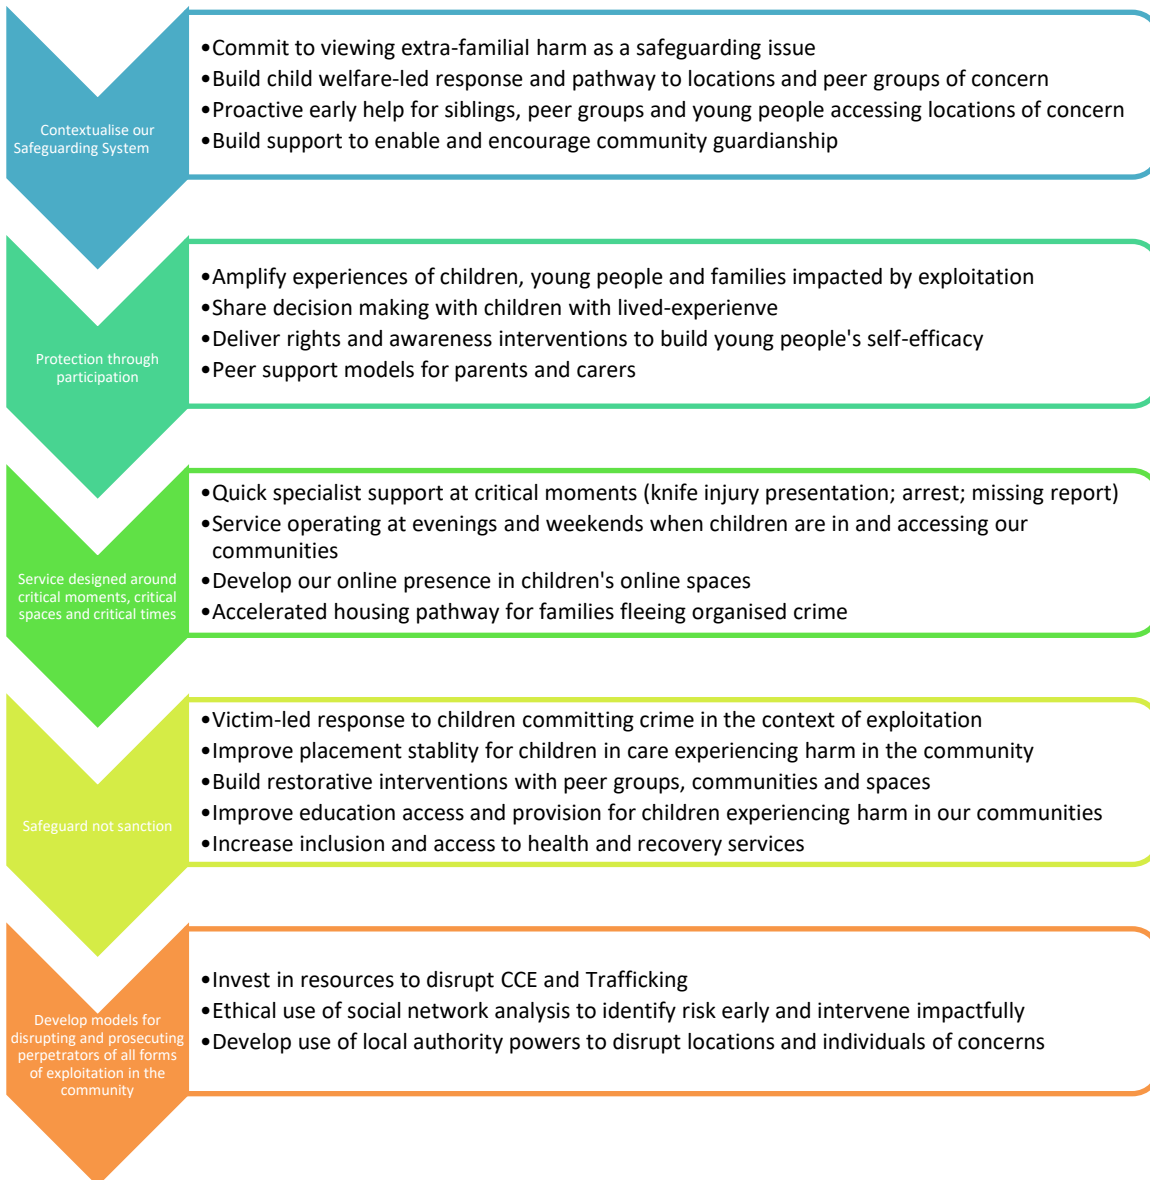 Contextualise our
Safeguarding System
•Commit to viewing extra-familial harm as a safeguarding issue
•Build child welfare-led response and pathway to locations and peer groups of concern
•Proactive early help for siblings, peer groups and young people accessing locations of concern
•Build support to enable and encourage community guardianship
Protection through
participation
•Amplify experiences of children, young people and families impacted by exploitation
•Share decision making with children with lived-experienve
•Deliver rights and awareness interventions to build young people's self-efficacy
•Peer support models for parents and carers
Service designed around
critical moments, critical
spaces and critical times
•Quick specialist support at critical moments (knife injury presentation; arrest; missing report)
•Service operating at evenings and weekends when children are in and accessing our
communities
•Develop our online presence in children's online spaces
•Accelerated housing pathway for families fleeing organised crime
Safeguard not sanction
•Victim-led response to children committing crime in the context of exploitation
•Improve placement stablity for children in care experiencing harm in the community
•Build restorative interventions with peer groups, communities and spaces
•Improve education access and provision for children experiencing harm in our communities
•Increase inclusion and access to health and recovery services
Develop models for
disrupting and prosecuting
perpetrators of all forms
of exploitation in the
community
•Invest in resources to disrupt CCE and Trafficking
•Ethical use of social network analysis to identify risk early and intervene impactfully
•Develop use of local authority powers to disrupt locations and individuals of concerns